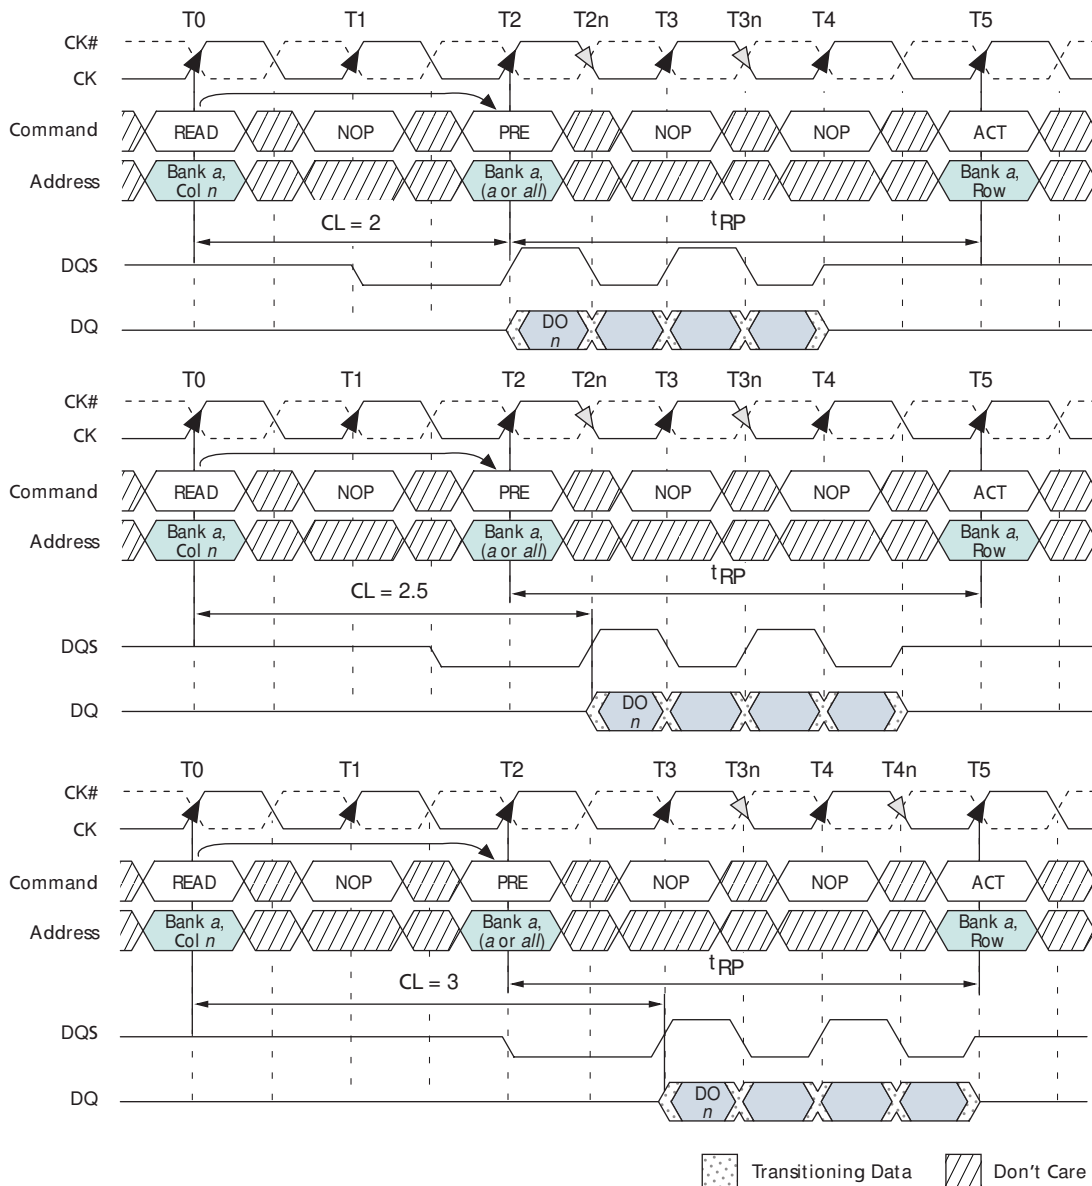 T0 T1 T2 T2n T3 T3n T4 T5
CK#
CK
Command READ NOP PRE NOP NOP ACT
Address Bank a, Col n Bank a, (a or all) Bank a, Row
CL = 2 tRP
DQS
DQ DO n
T0 T1 T2 T2n T3 T3n T4 T5
CK#
CK
Command READ NOP PRE NOP NOP ACT
Address Bank a, Col n Bank a, (a or all) Bank a, Row
CL = 2.5 tRP
DQS
DQ DO n
T0 T1 T2 T3 T3n T4 T4n T5
CK#
CK
Command READ NOP PRE NOP NOP ACT
Address Bank a, Col n Bank a, (a or all) Bank a, Row
CL = 3 tRP
DQS
DQ DO n
Transitioning Data Don't Care